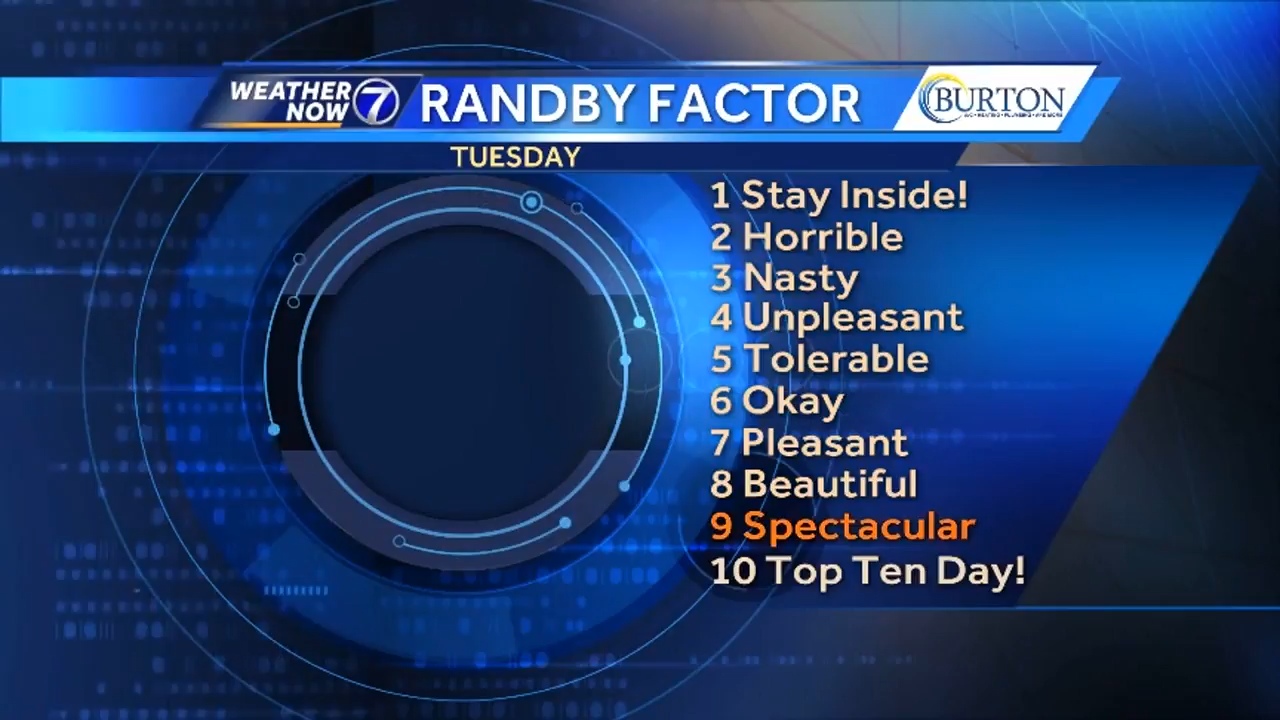 WEATHER
NOW 7
RANDBY FACTOR
BURTON
TUESDAY
1 Stay Inside!
2 Horrible
3 Nasty
4 Unpleasant
5 Tolerable
6 Okay
7 Pleasant
8 Beautiful
9 Spectacular
10 Top Ten Day!